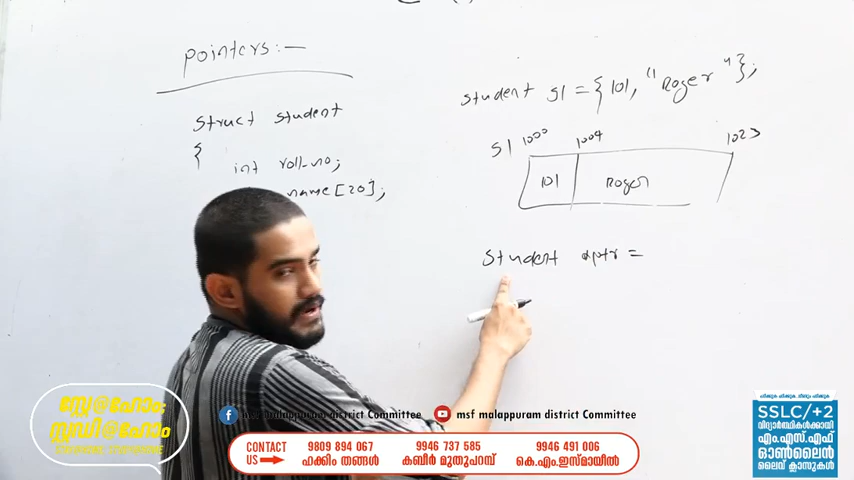 pointers:-
struct student
{
int roll-no;
name[20];
student s1 = {101, "Roger"};
s1 1000 1004 1023
101 Roger
student *ptr =
സ്റ്റേ@ഹോം;
സ്റ്റഡി@ഹോം
msf malappuram district Committee
msf malappuram district Committee
CONTACT US
9809 894 067
ഹക്കിം തങ്ങൾ
9946 737 585
കബീർ മുതുപറമ്പ്
9946 491 006
കെ.എം.ഇസ്മായീൽ
SSLC/+2
വിദ്യാർത്ഥികൾക്കായി
എം.എസ്.എഫ്
ഓൺലൈൻ
ലൈവ് ക്ലാസുകൾ